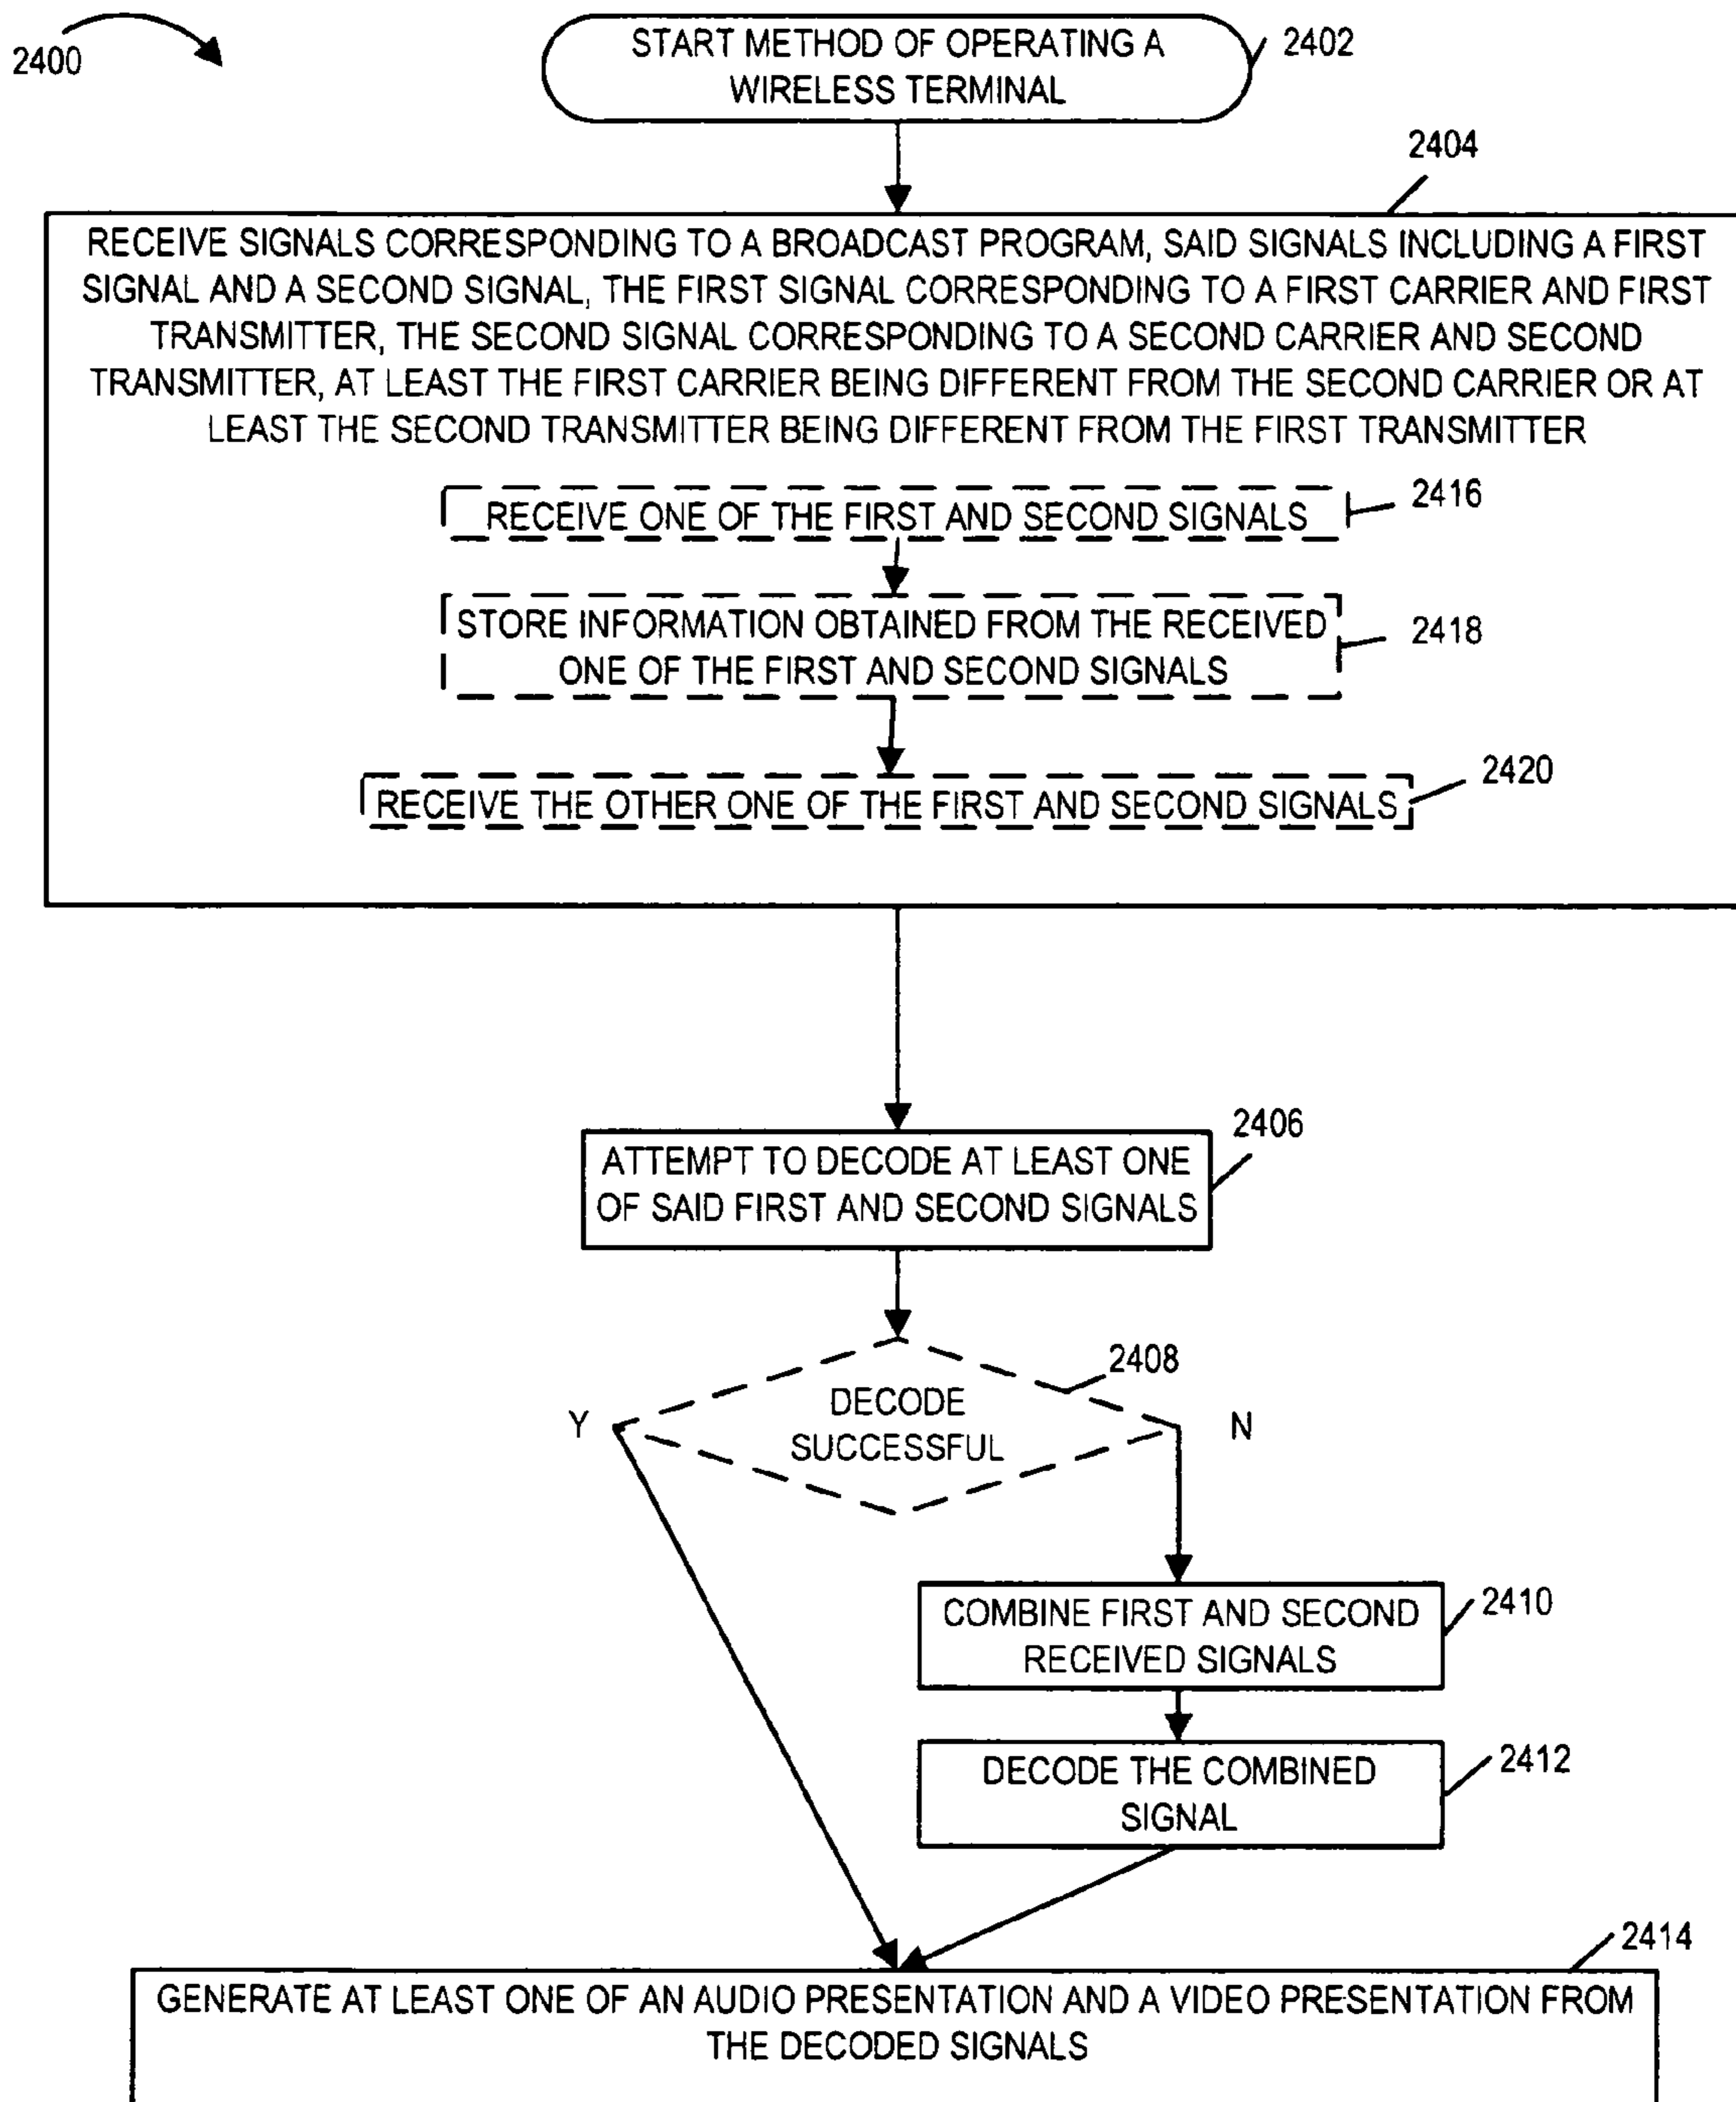 2400
START METHOD OF OPERATING A
WIRELESS TERMINAL
2402
2404
RECEIVE SIGNALS CORRESPONDING TO A BROADCAST PROGRAM, SAID SIGNALS INCLUDING A FIRST
SIGNAL AND A SECOND SIGNAL, THE FIRST SIGNAL CORRESPONDING TO A FIRST CARRIER AND FIRST
TRANSMITTER, THE SECOND SIGNAL CORRESPONDING TO A SECOND CARRIER AND SECOND
TRANSMITTER, AT LEAST THE FIRST CARRIER BEING DIFFERENT FROM THE SECOND CARRIER OR AT
LEAST THE SECOND TRANSMITTER BEING DIFFERENT FROM THE FIRST TRANSMITTER
RECEIVE ONE OF THE FIRST AND SECOND SIGNALS
2416
STORE INFORMATION OBTAINED FROM THE RECEIVED
ONE OF THE FIRST AND SECOND SIGNALS
2418
RECEIVE THE OTHER ONE OF THE FIRST AND SECOND SIGNALS
2420
2406
ATTEMPT TO DECODE AT LEAST ONE
OF SAID FIRST AND SECOND SIGNALS
2408
DECODE
SUCCESSFUL
Y
N
COMBINE FIRST AND SECOND
RECEIVED SIGNALS
2410
DECODE THE COMBINED
SIGNAL
2412
2414
GENERATE AT LEAST ONE OF AN AUDIO PRESENTATION AND A VIDEO PRESENTATION FROM
THE DECODED SIGNALS